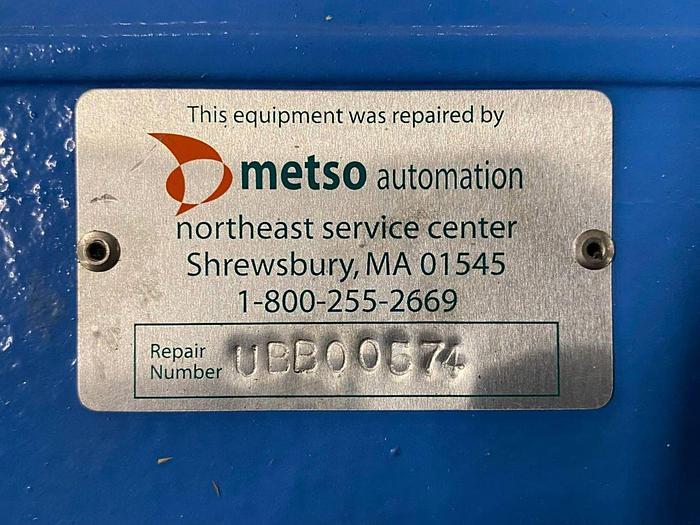 This equipment was repaired by
metso automation
northeast service center
Shrewsbury, MA 01545
1-800-255-2669
Repair Number UBB00574